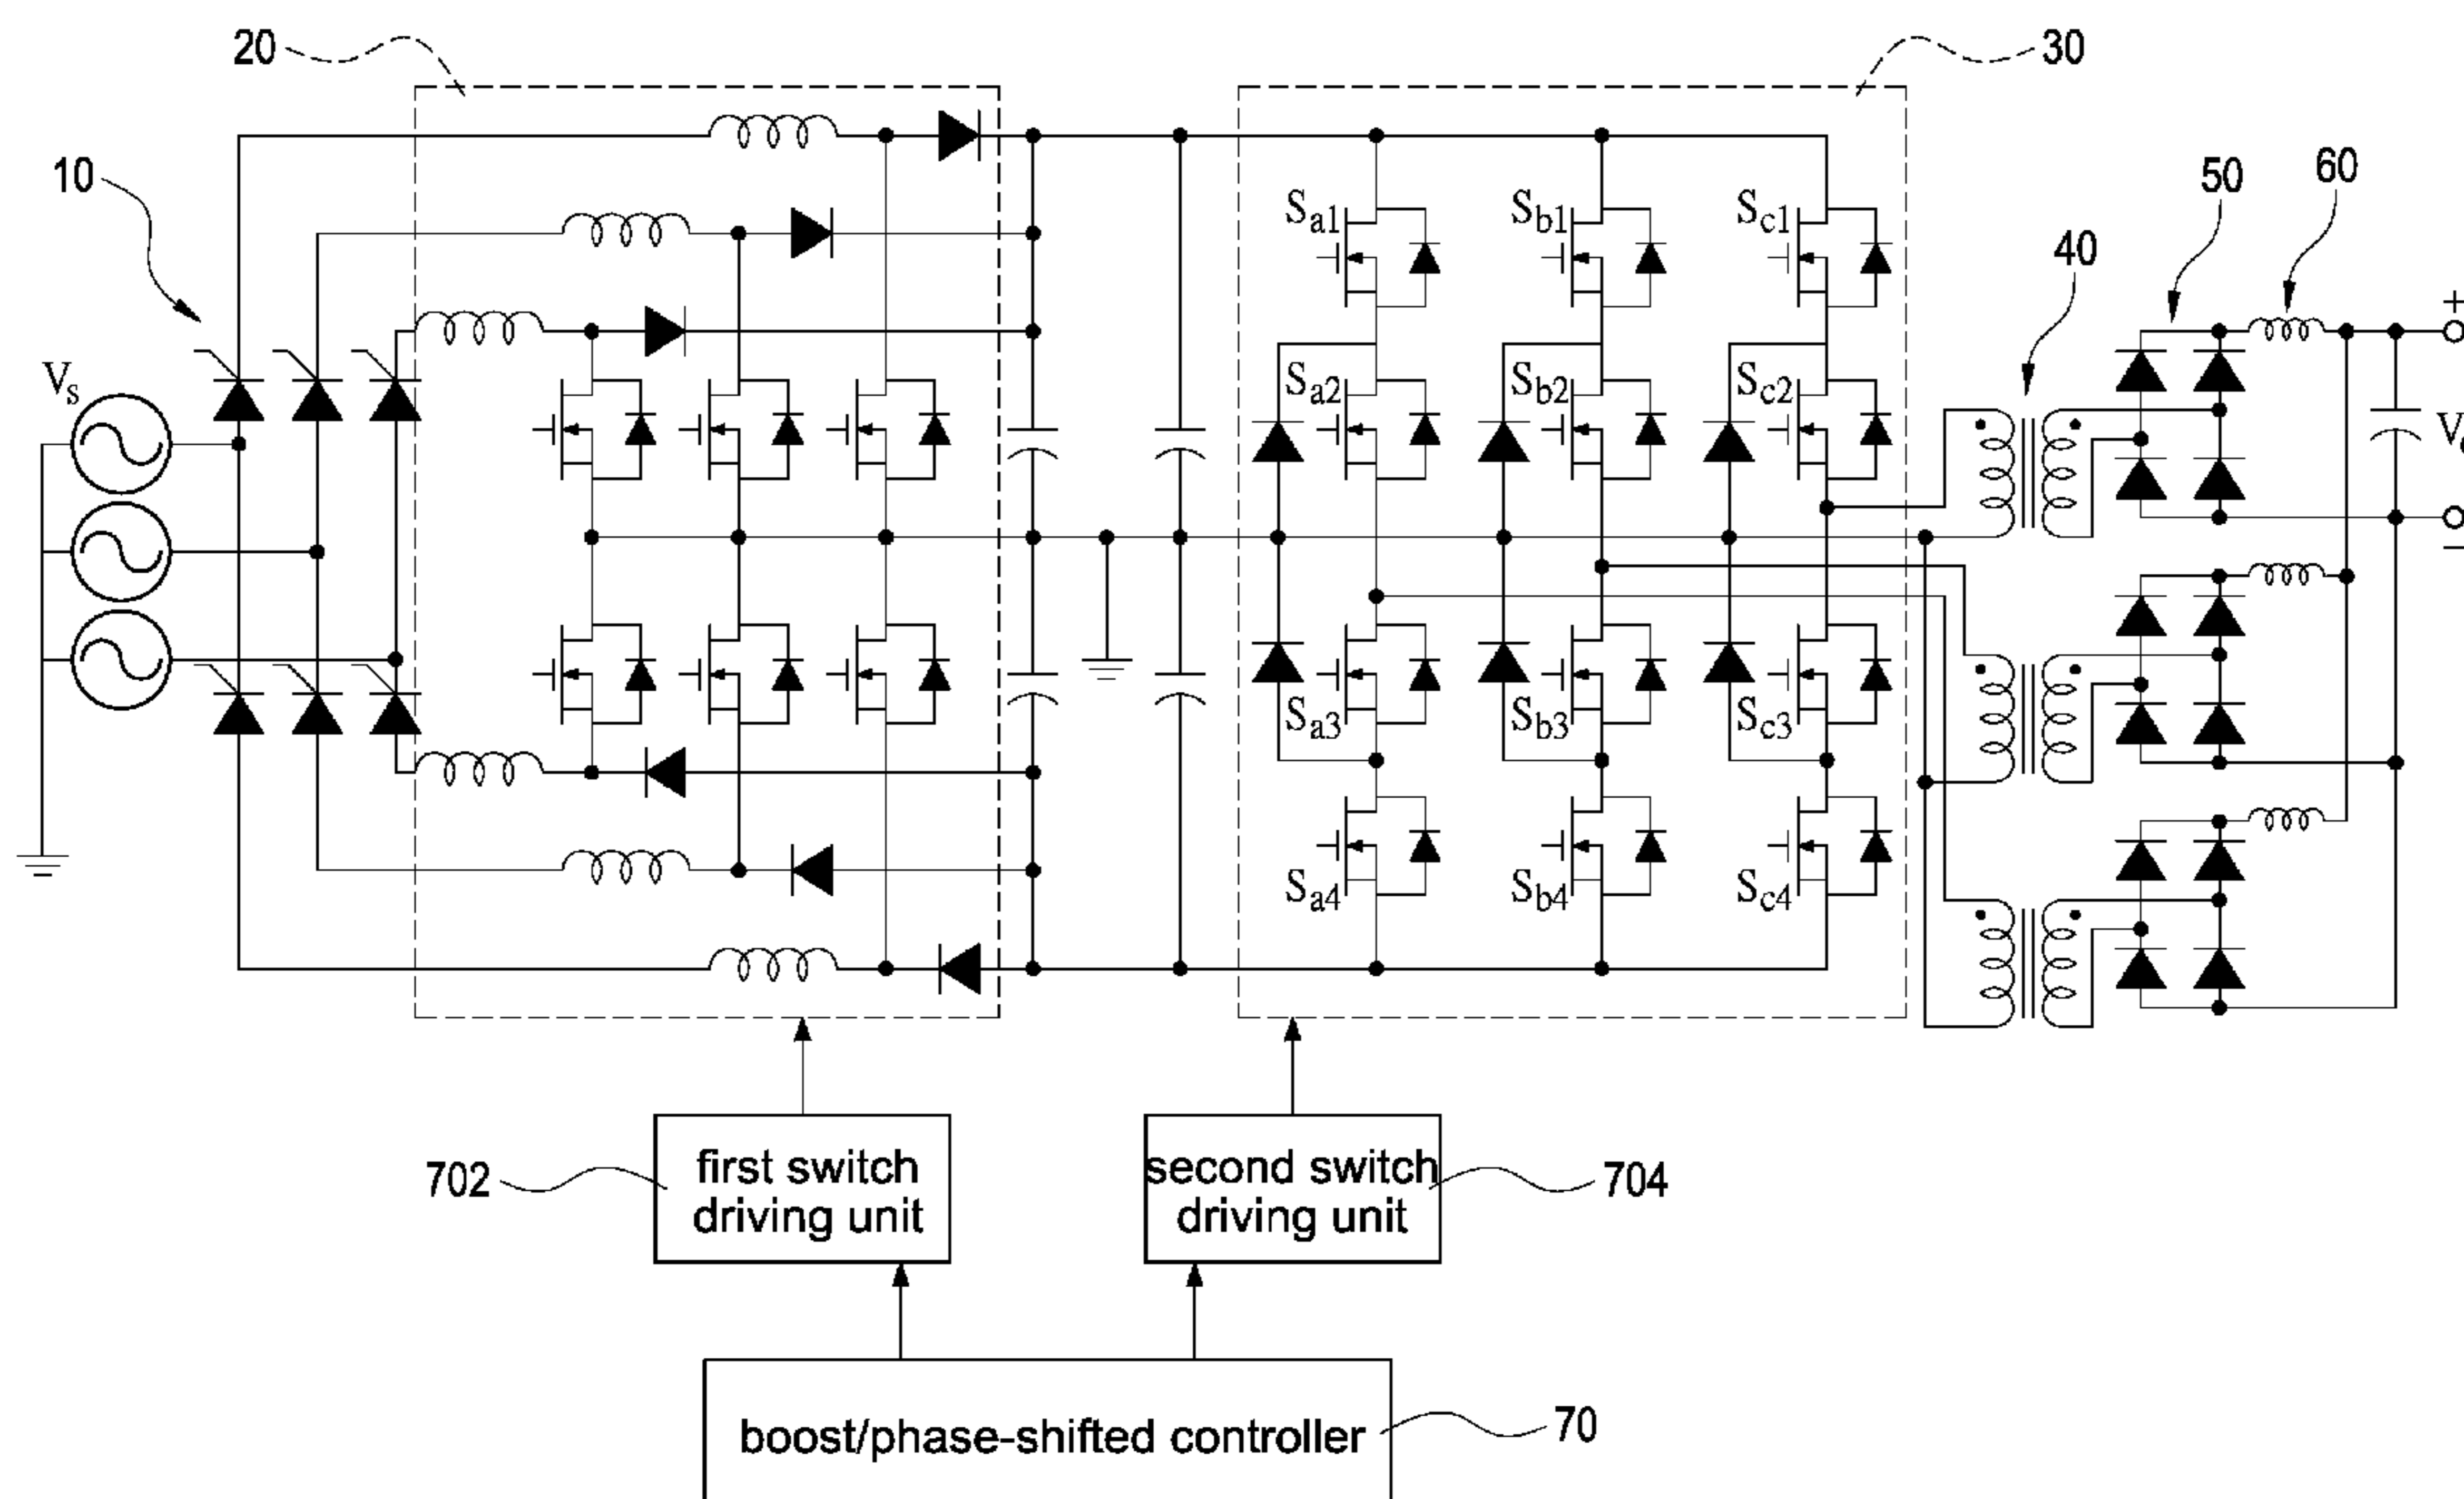 20
30
10
50
60
40
Sa1
Sb1
Sc1
+
VS
Sa2
Sb2
Sc2
−
Sa3
Sb3
Sc3
Sa4
Sb4
Sc4
702
first switch
driving unit
second switch
driving unit
704
boost/phase-shifted controller
70